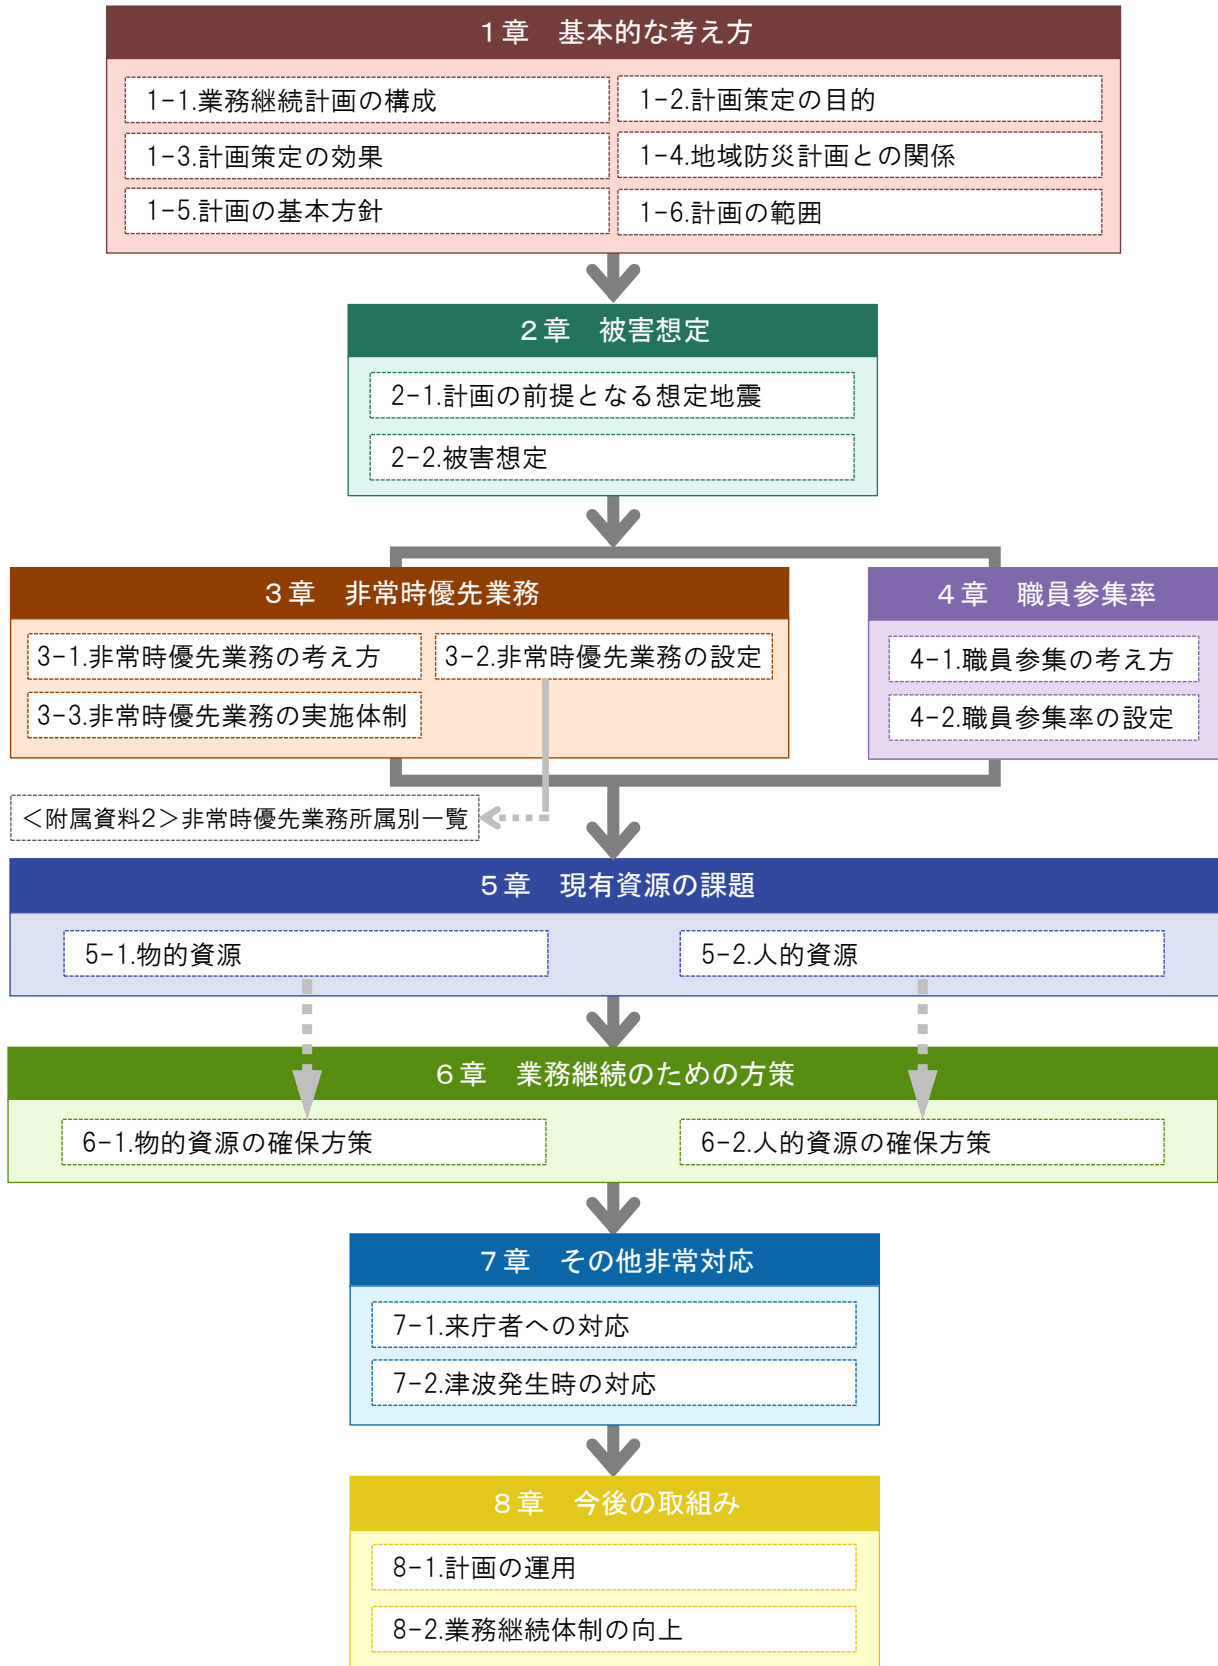 １章　基本的な考え方
1-1.業務継続計画の構成
1-2.計画策定の目的
1-3.計画策定の効果
1-4.地域防災計画との関係
1-5.計画の基本方針
1-6.計画の範囲
２章　被害想定
2-1.計画の前提となる想定地震
2-2.被害想定
３章　非常時優先業務
3-1.非常時優先業務の考え方
3-2.非常時優先業務の設定
3-3.非常時優先業務の実施体制
４章　職員参集率
4-1.職員参集の考え方
4-2.職員参集率の設定
＜附属資料2＞非常時優先業務所属別一覧
５章　現有資源の課題
5-1.物的資源
5-2.人的資源
６章　業務継続のための方策
6-1.物的資源の確保方策
6-2.人的資源の確保方策
７章　その他非常対応
7-1.来庁者への対応
7-2.津波発生時の対応
８章　今後の取組み
8-1.計画の運用
8-2.業務継続体制の向上